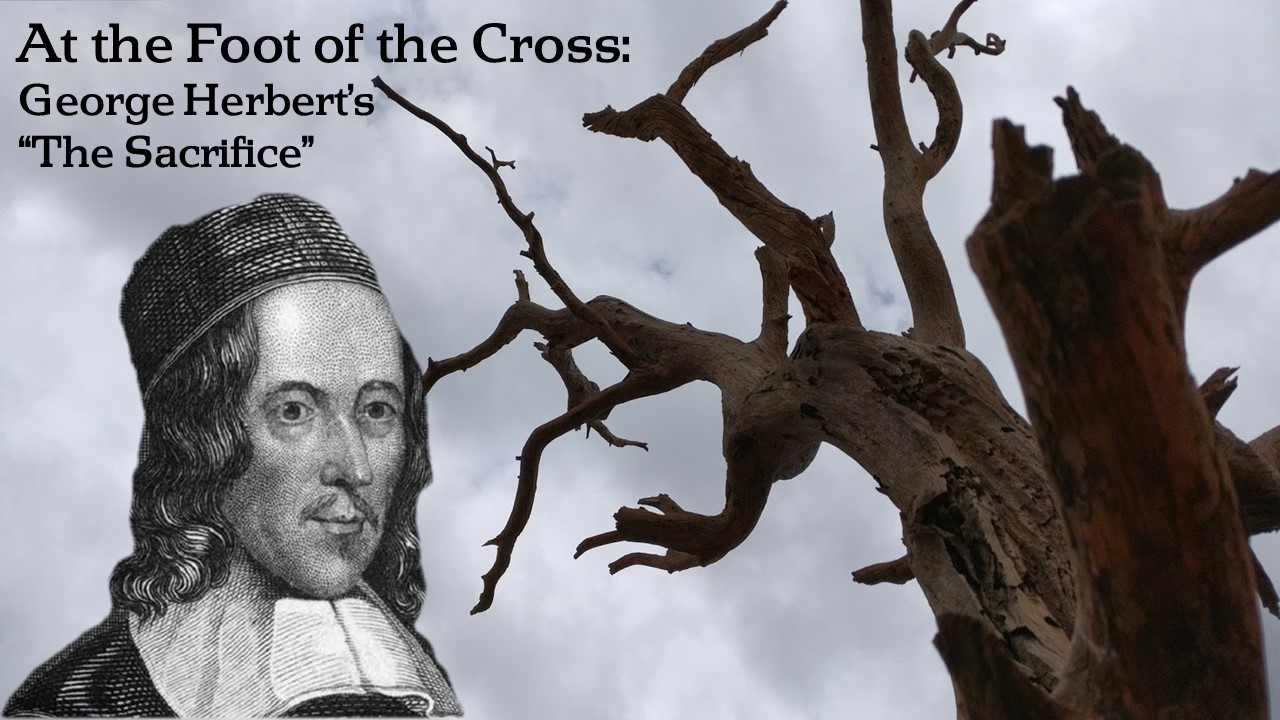 At the Foot of the Cross:
George Herbert’s
“The Sacrifice”